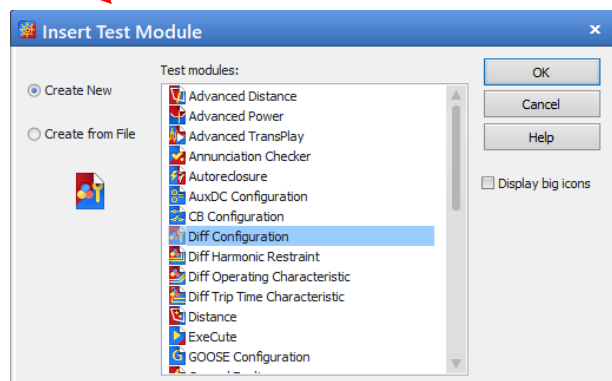 Insert Test Module
Test modules:
Create New
Create from File
Advanced Distance
Advanced Power
Advanced TransPlay
Annunciation Checker
Autoreclosure
AuxDC Configuration
CB Configuration
Diff Configuration
Diff Harmonic Restraint
Diff Operating Characteristic
Diff Trip Time Characteristic
Distance
ExeCute
GOOSE Configuration
OK
Cancel
Help
Display big icons